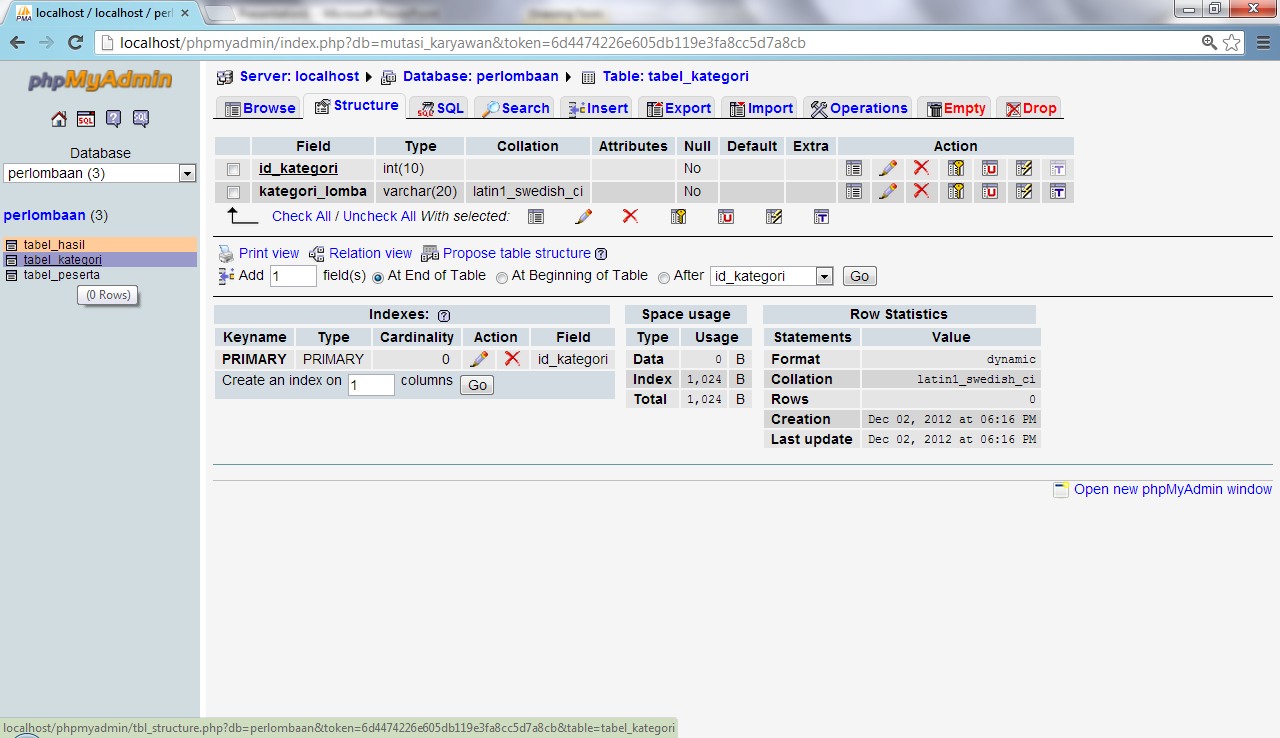 localhost / localhost / perl
localhost/phpmyadmin/index.php?db=mutasi_karyawan&token=6d4474226e605db119e3fa8cc5d7a8cb
phpMyAdmin
Database
perlombaan (3)
perlombaan (3)
tabel_hasil
tabel_kategori
tabel_peserta
(0 Rows)
Server: localhost Database: perlombaan Table: tabel_kategori
Browse Structure SQL Search Insert Export Import Operations Empty Drop
Field Type Collation Attributes Null Default Extra Action
id_kategori int(10) No
kategori_lomba varchar(20) latin1_swedish_ci No
Check All / Uncheck All With selected:
Print view Relation view Propose table structure
Add 1 field(s) At End of Table At Beginning of Table After id_kategori Go
Indexes:
Keyname Type Cardinality Action Field
PRIMARY PRIMARY 0 id_kategori
Create an index on 1 columns Go
Space usage
Type Usage
Data 0 B
Index 1,024 B
Total 1,024 B
Row Statistics
Statements Value
Format dynamic
Collation latin1_swedish_ci
Rows 0
Creation Dec 02, 2012 at 06:16 PM
Last update Dec 02, 2012 at 06:16 PM
Open new phpMyAdmin window
localhost/phpmyadmin/tbl_structure.php?db=perlombaan&token=6d4474226e605db119e3fa8cc5d7a8cb&table=tabel_kategori